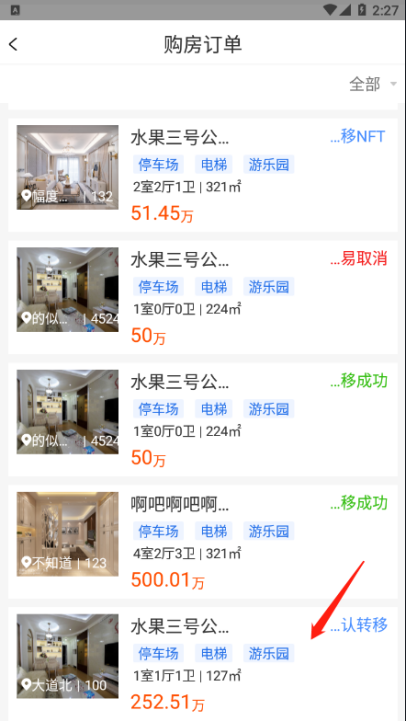 2:27
购房订单
全部
水果三号公... ...移NFT
停车场 电梯 游乐园
2室2厅1卫 | 321㎡
幅度... | 132
51.45万
水果三号公... ...易取消
停车场 电梯 游乐园
1室0厅0卫 | 224㎡
的似... | 4524
50万
水果三号公... ...移成功
停车场 电梯 游乐园
1室0厅0卫 | 224㎡
的似... | 4524
50万
啊吧啊吧啊... ...移成功
停车场 电梯 游乐园
4室2厅3卫 | 321㎡
不知道 | 123
500.01万
水果三号公... ...认转移
停车场 电梯 游乐园
1室1厅1卫 | 127㎡
大道北 | 100
252.51万